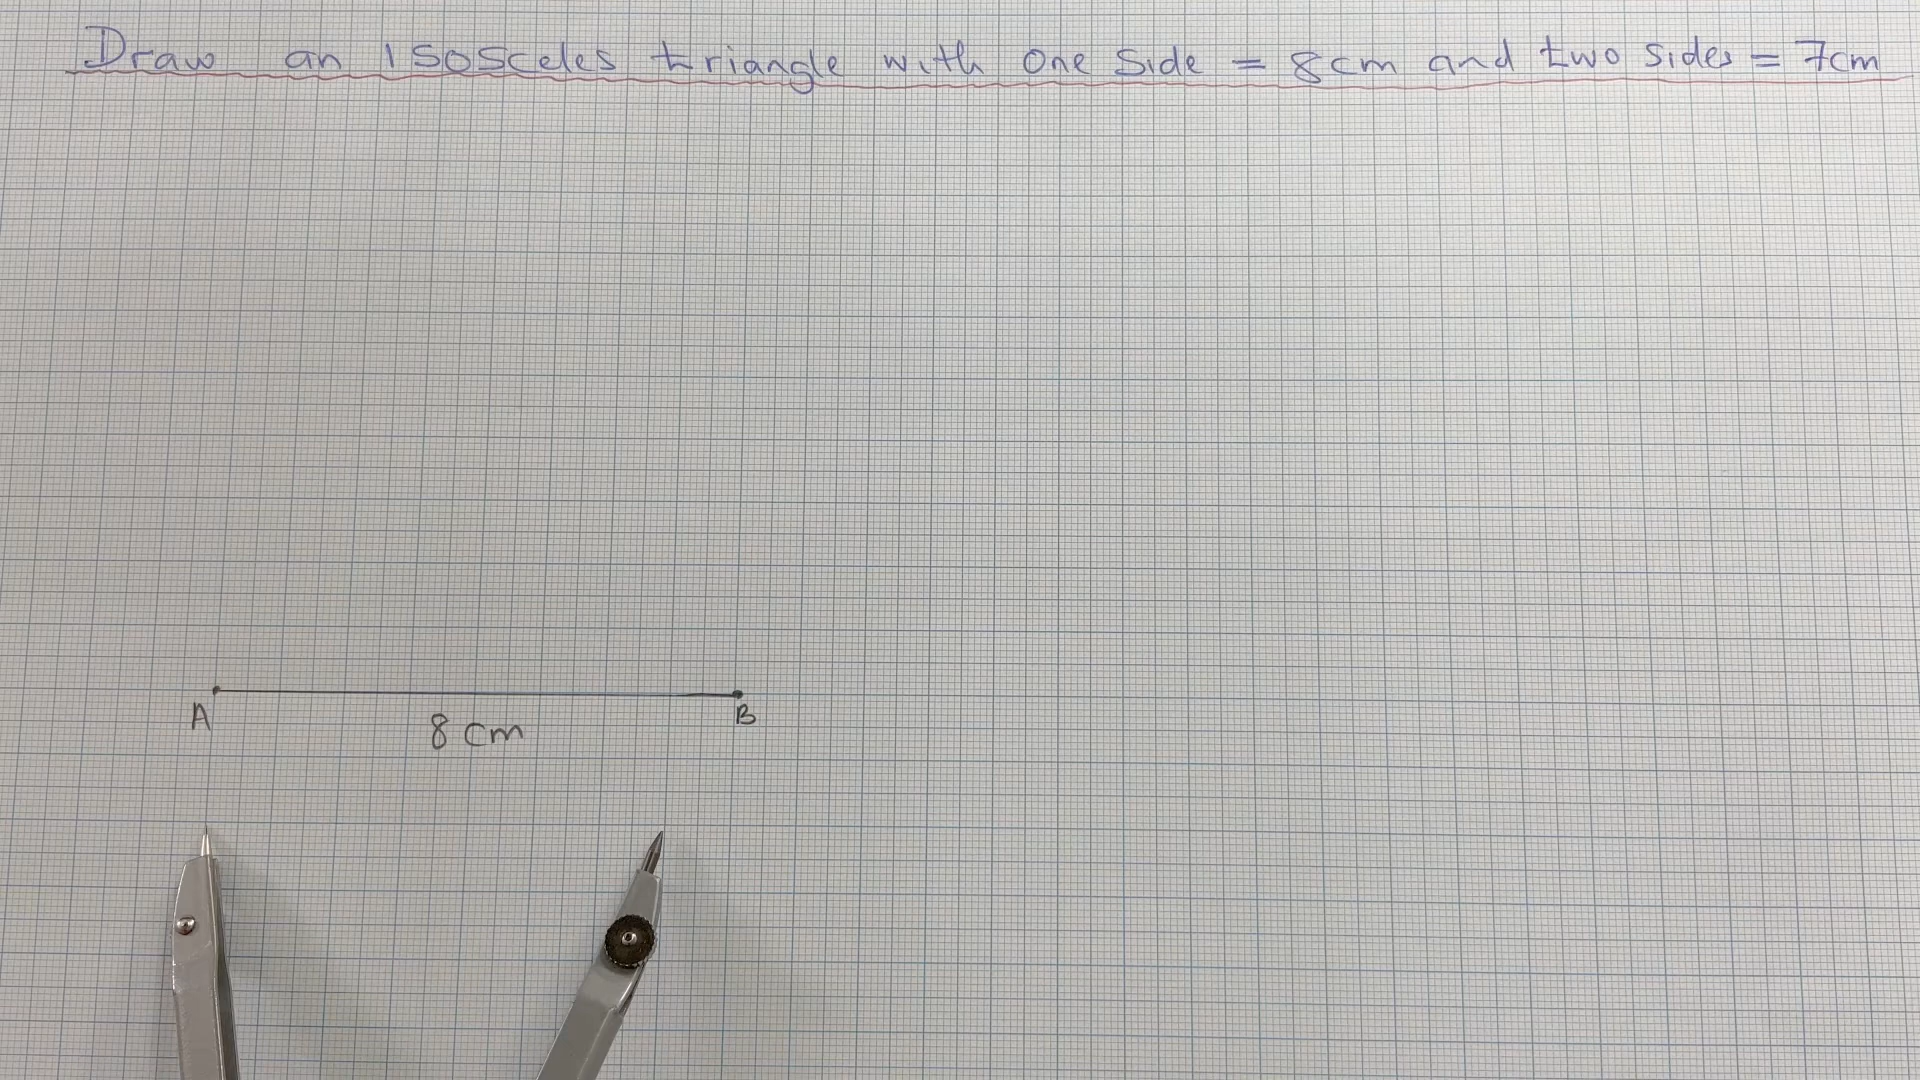 Draw an isosceles triangle with one side = 8cm and two sides = 7cm
A B
8 cm